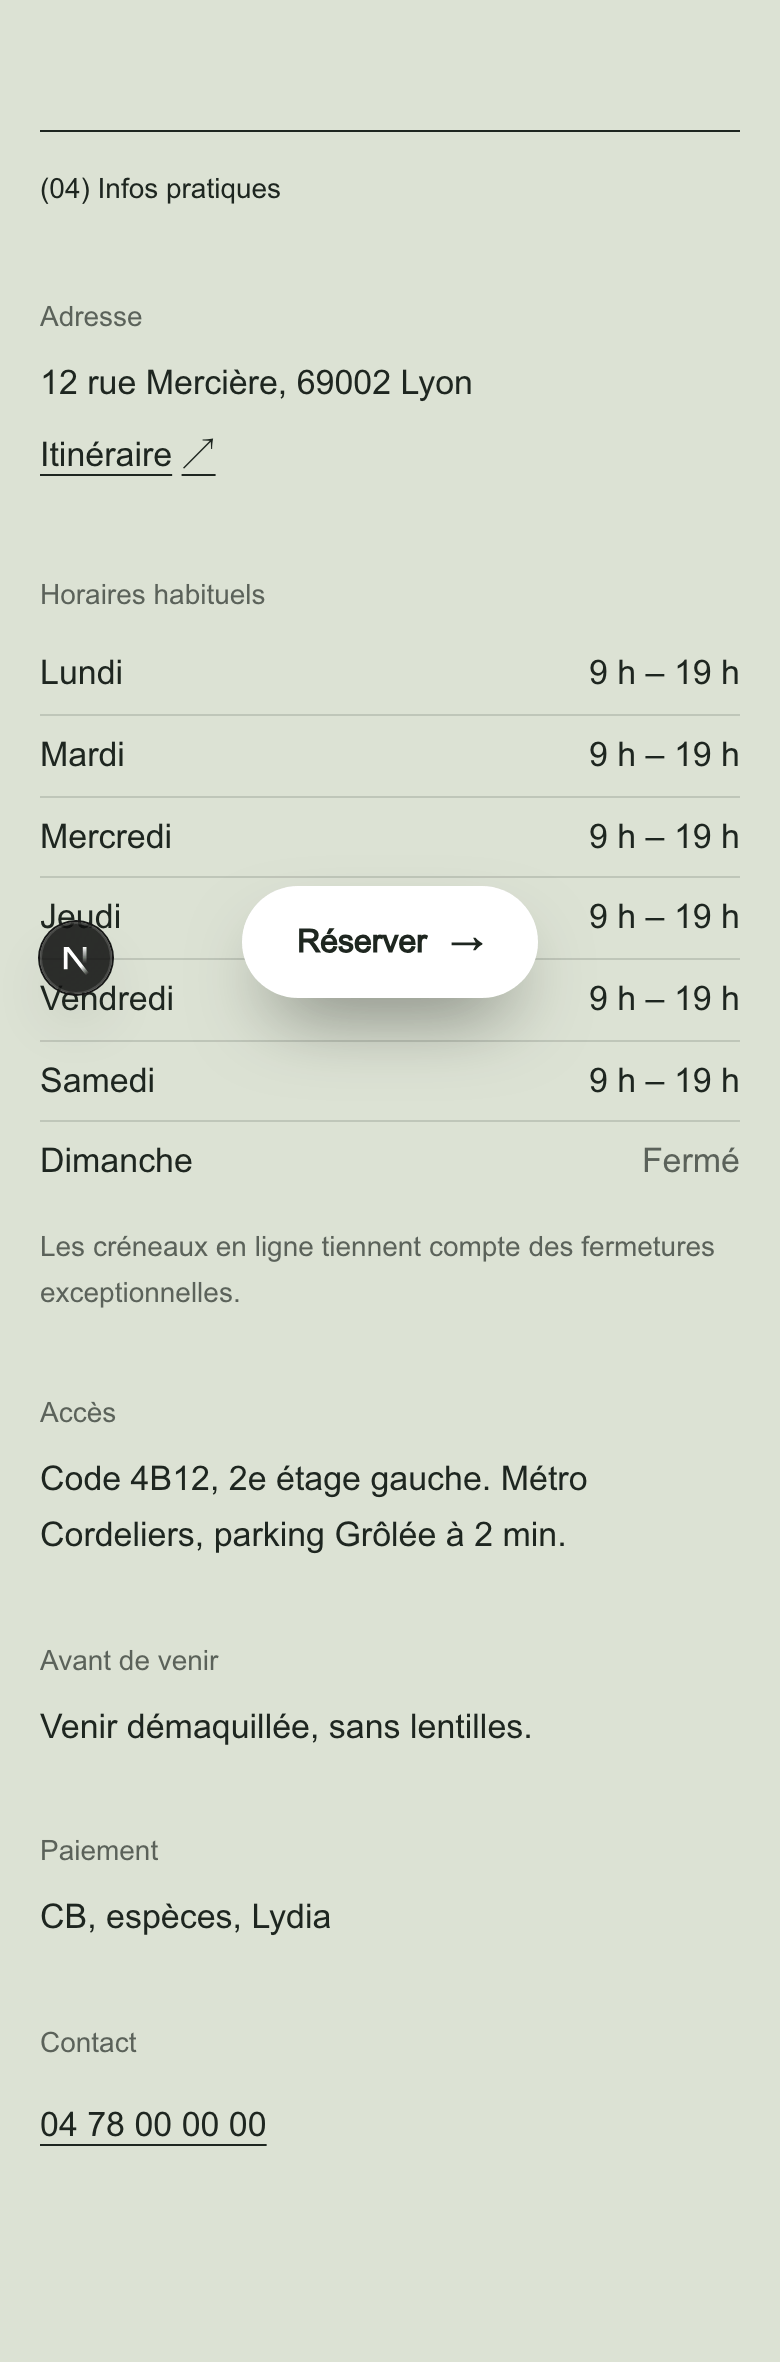 (04) Infos pratiques
Adresse
12 rue Mercière, 69002 Lyon
Itinéraire ↗
Horaires habituels
Lundi 9 h – 19 h
Mardi 9 h – 19 h
Mercredi 9 h – 19 h
Jeudi 9 h – 19 h
Réserver →
N
Vendredi 9 h – 19 h
Samedi 9 h – 19 h
Dimanche Fermé
Les créneaux en ligne tiennent compte des fermetures
exceptionnelles.
Accès
Code 4B12, 2e étage gauche. Métro
Cordeliers, parking Grôlée à 2 min.
Avant de venir
Venir démaquillée, sans lentilles.
Paiement
CB, espèces, Lydia
Contact
04 78 00 00 00